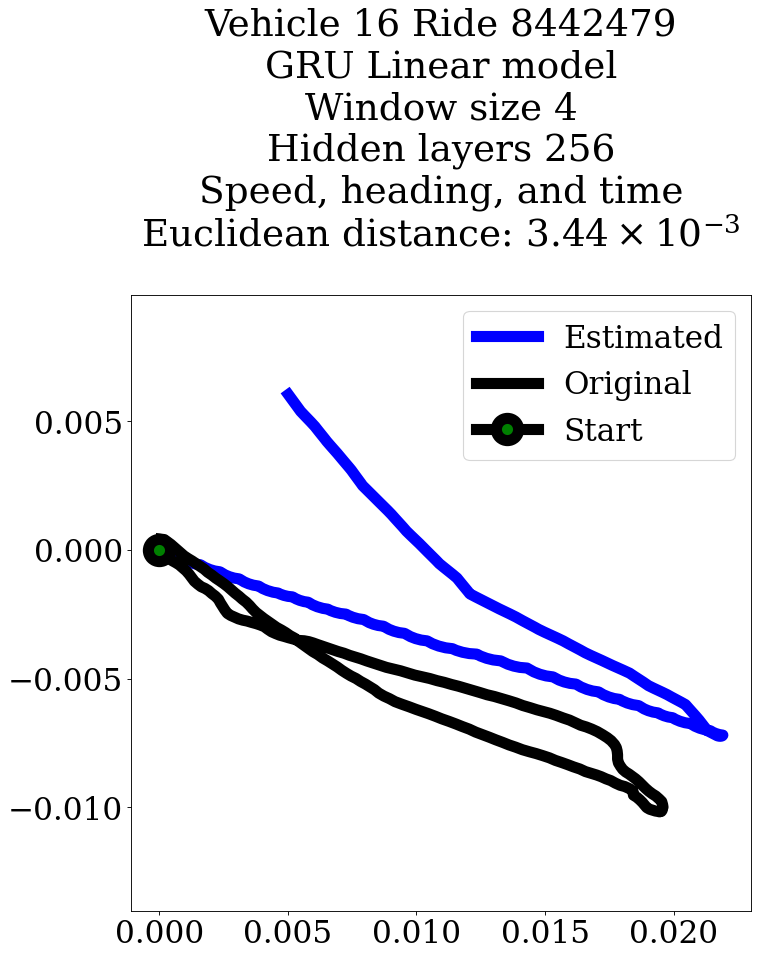 Vehicle 16 Ride 8442479
GRU Linear model
Window size 4
Hidden layers 256
Speed, heading, and time
Euclidean distance: 3.44 × 10⁻³
Estimated
Original
Start
0.005
0.000
−0.005
−0.010
0.000 0.005 0.010 0.015 0.020